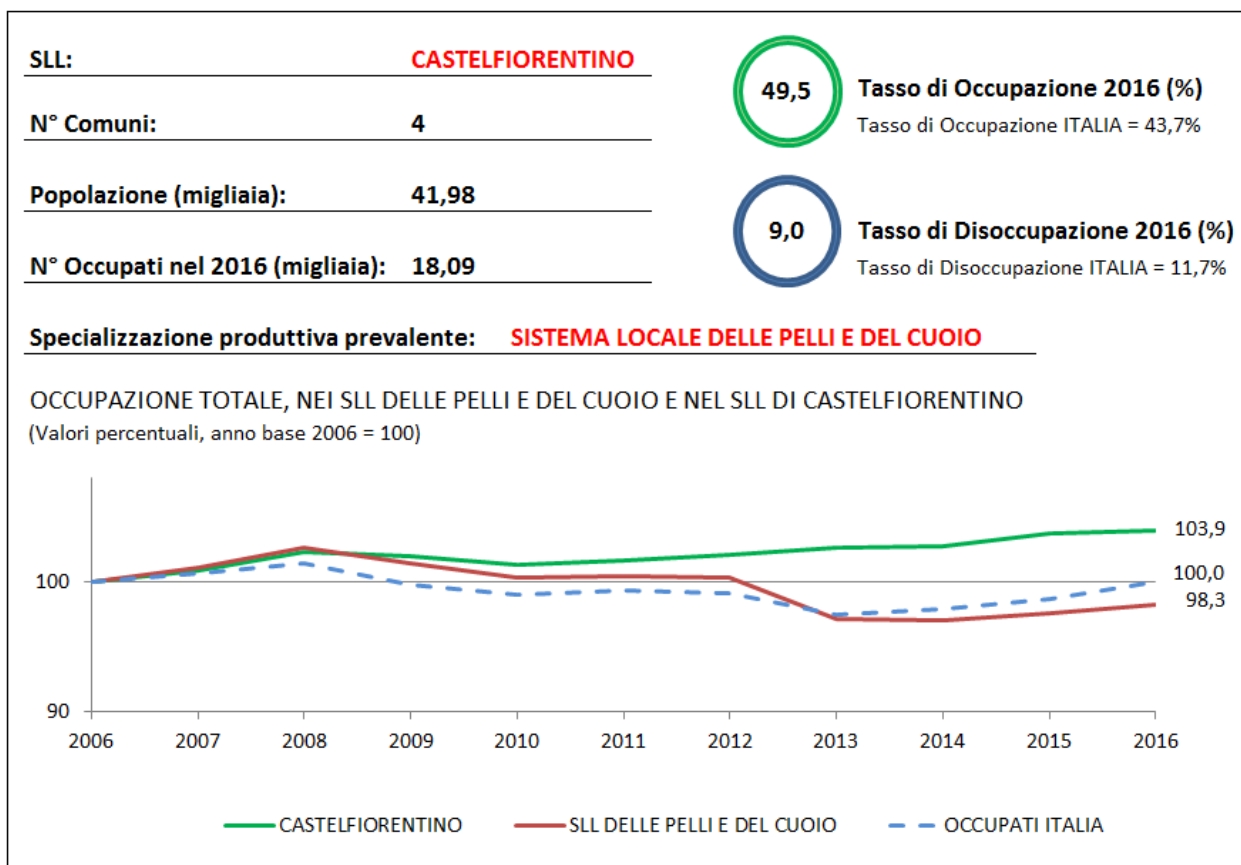 SLL: CASTELFIORENTINO
N° Comuni: 4
Popolazione (migliaia): 41,98
N° Occupati nel 2016 (migliaia): 18,09
49,5 Tasso di Occupazione 2016 (%)
Tasso di Occupazione ITALIA = 43,7%
9,0 Tasso di Disoccupazione 2016 (%)
Tasso di Disoccupazione ITALIA = 11,7%
Specializzazione produttiva prevalente: SISTEMA LOCALE DELLE PELLI E DEL CUOIO
OCCUPAZIONE TOTALE, NEI SLL DELLE PELLI E DEL CUOIO E NEL SLL DI CASTELFIORENTINO
(Valori percentuali, anno base 2006 = 100)
103,9
100 100,0
98,3
90
2006 2007 2008 2009 2010 2011 2012 2013 2014 2015 2016
CASTELFIORENTINO SLL DELLE PELLI E DEL CUOIO OCCUPATI ITALIA